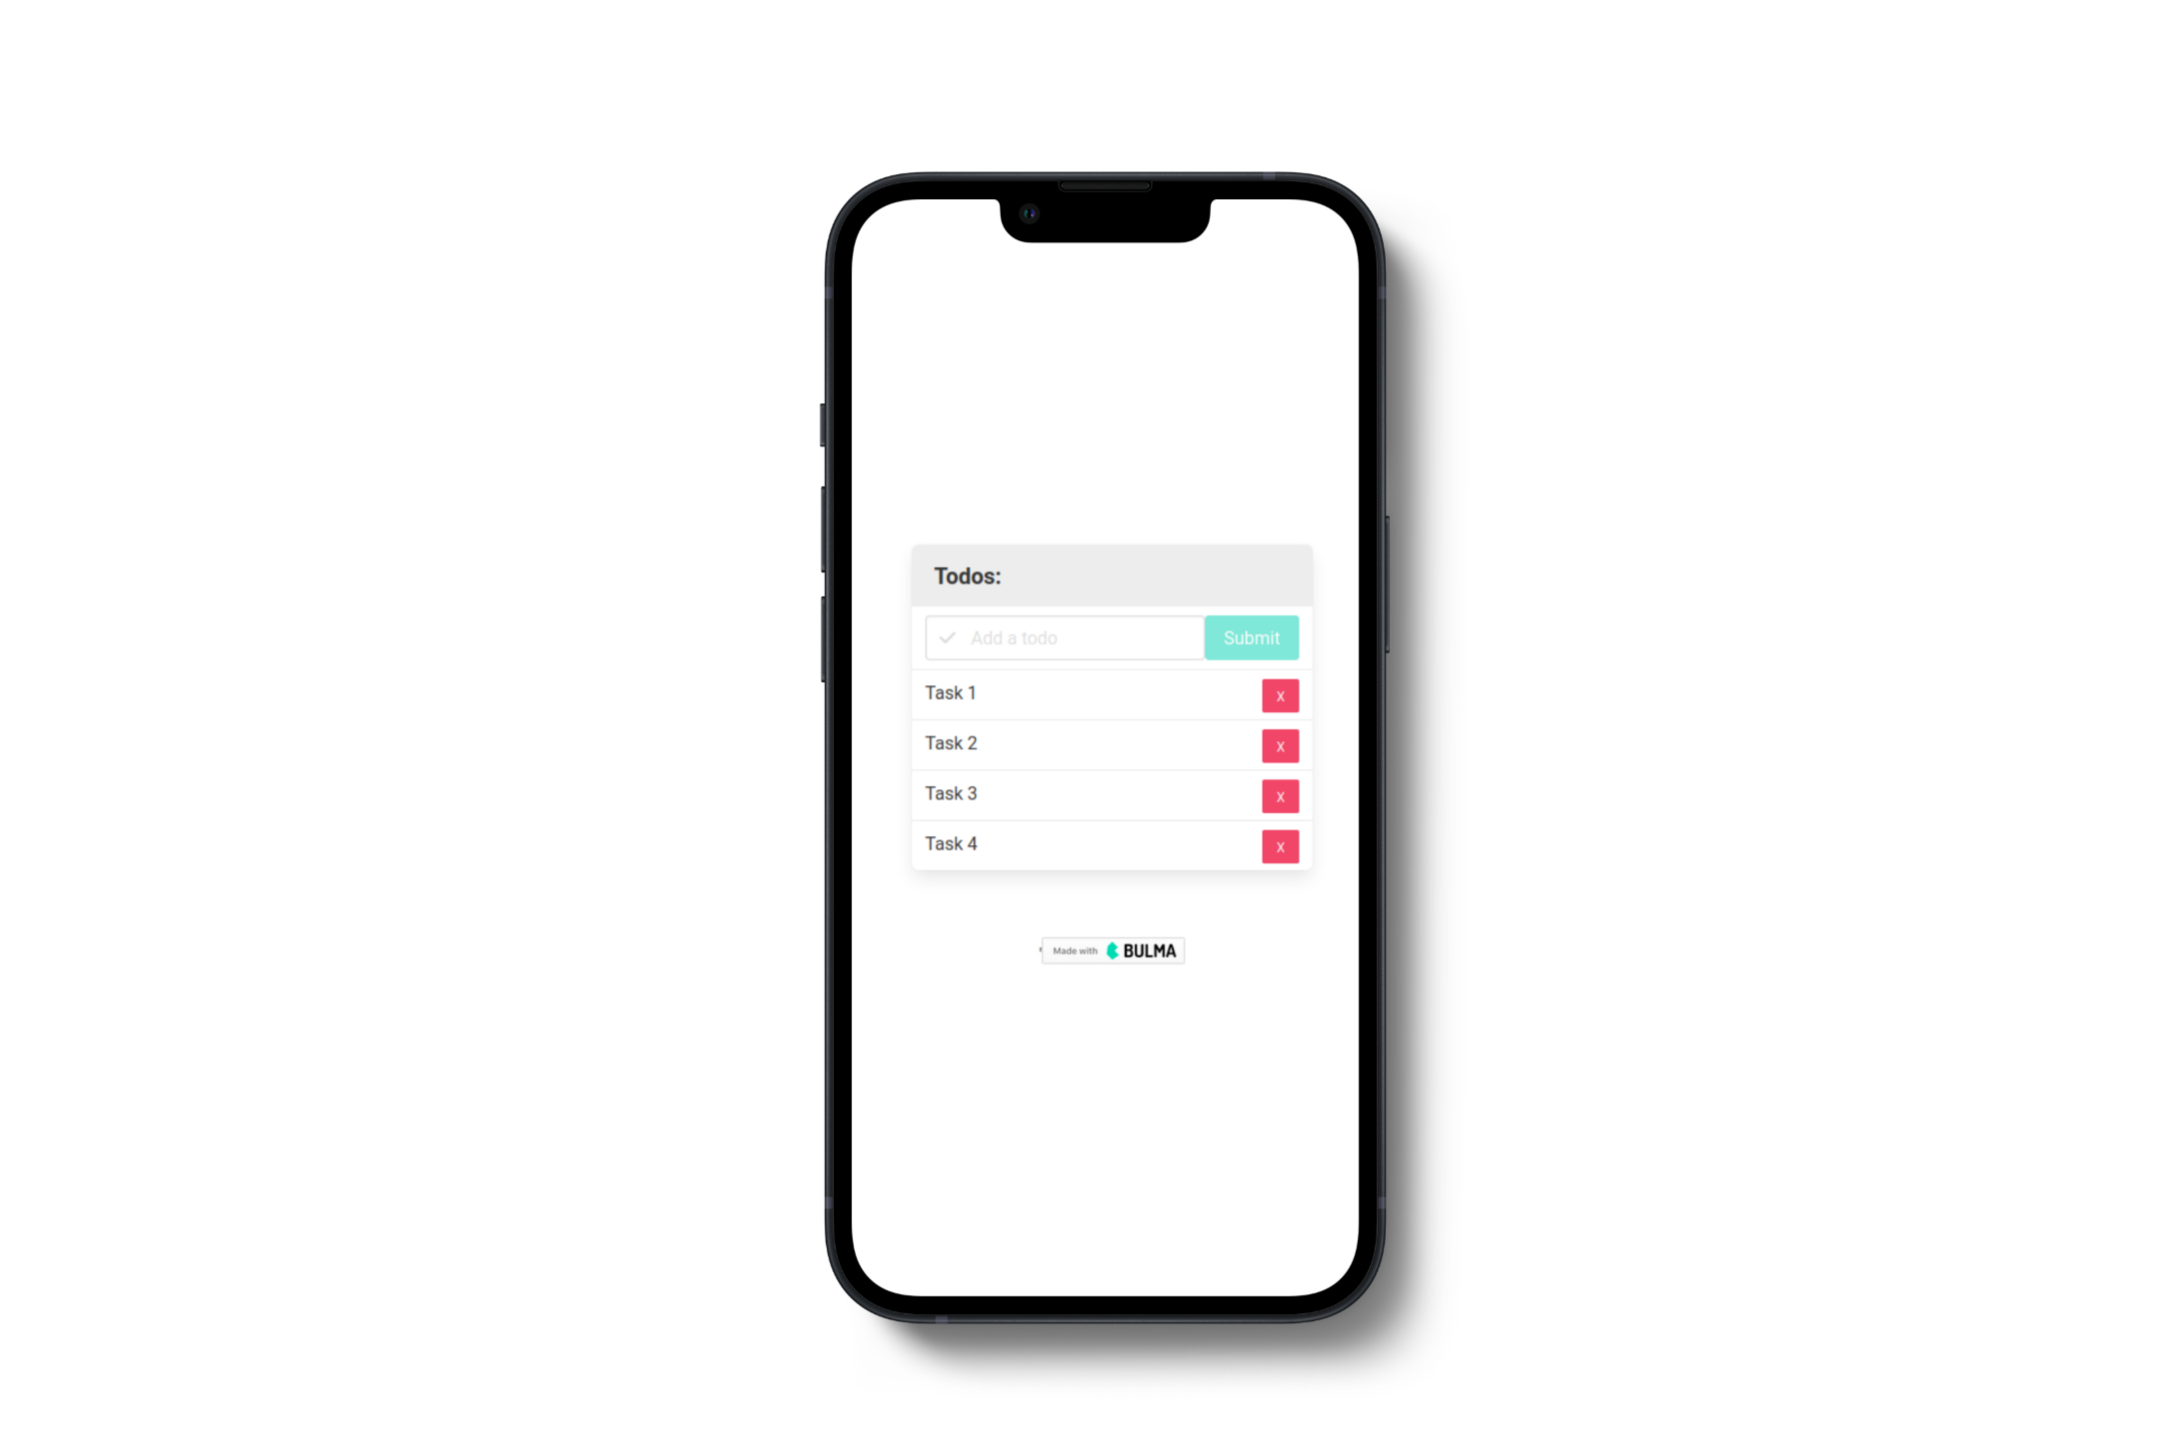 Todos:
Add a todo
Submit
Task 1
x
Task 2
x
Task 3
x
Task 4
x
Made with BULMA